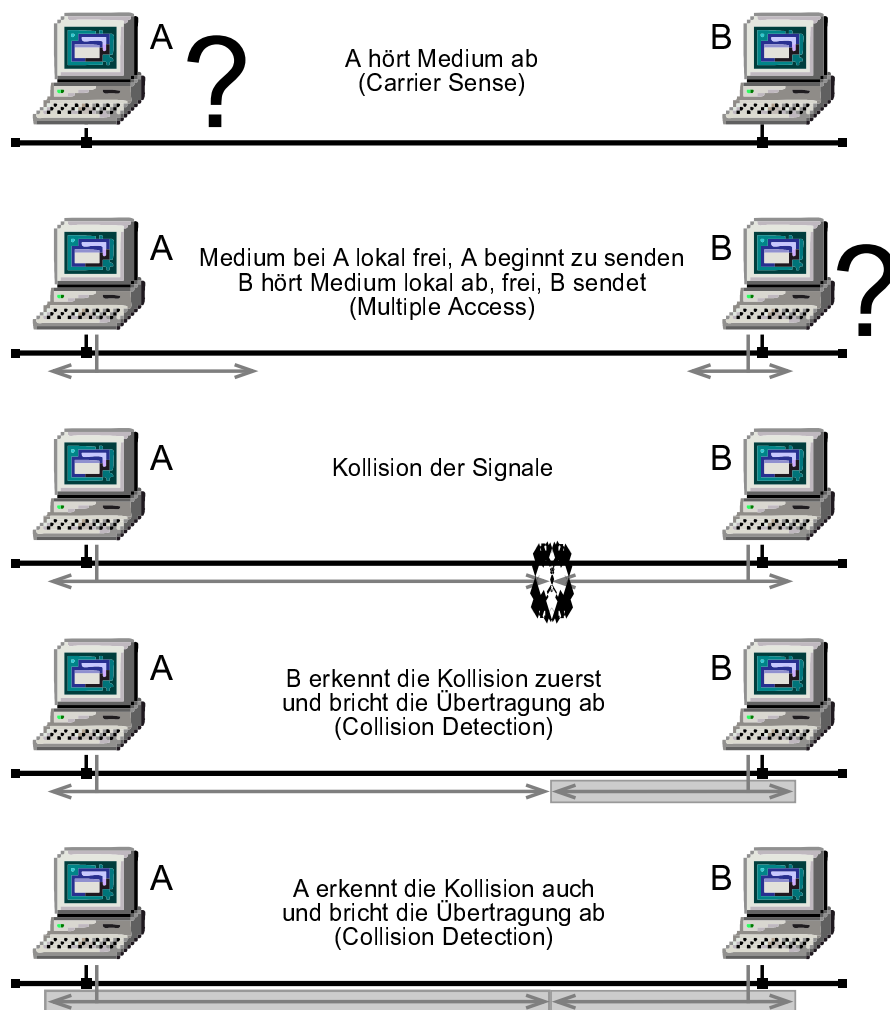 A
?
A hört Medium ab
(Carrier Sense)
B
A
Medium bei A lokal frei, A beginnt zu senden
B hört Medium lokal ab, frei, B sendet
(Multiple Access)
B
?
A
Kollision der Signale
B
A
B erkennt die Kollision zuerst
und bricht die Übertragung ab
(Collision Detection)
B
A
A erkennt die Kollision auch
und bricht die Übertragung ab
(Collision Detection)
B